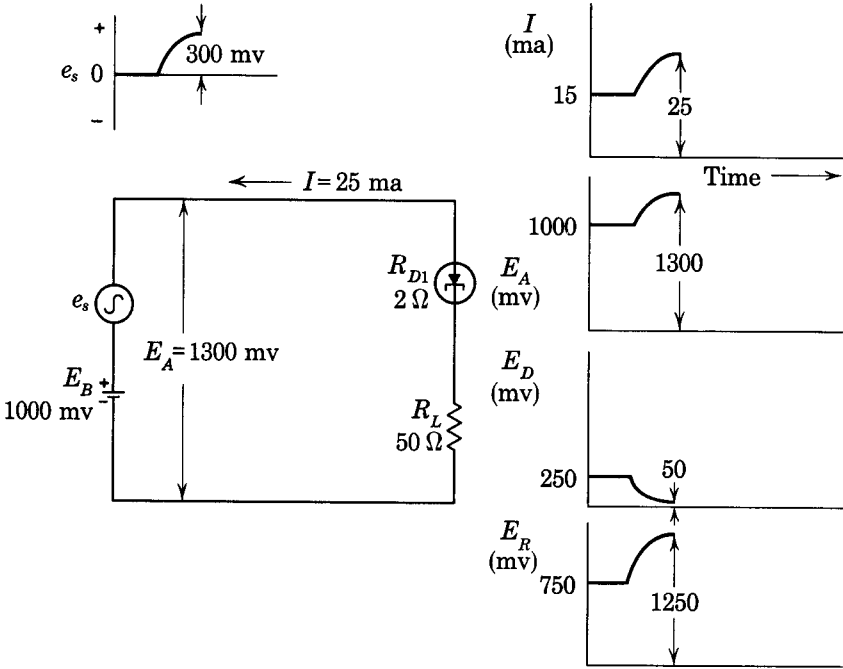 +
e_s 0
300 mv
−
I
(ma)
15
25
Time
I = 25 ma
e_s
E_B
+
−
1000 mv
E_A = 1300 mv
R_D1
2 Ω
R_L
50 Ω
E_A
(mv)
1000
1300
E_D
(mv)
250
50
E_R
(mv)
750
1250